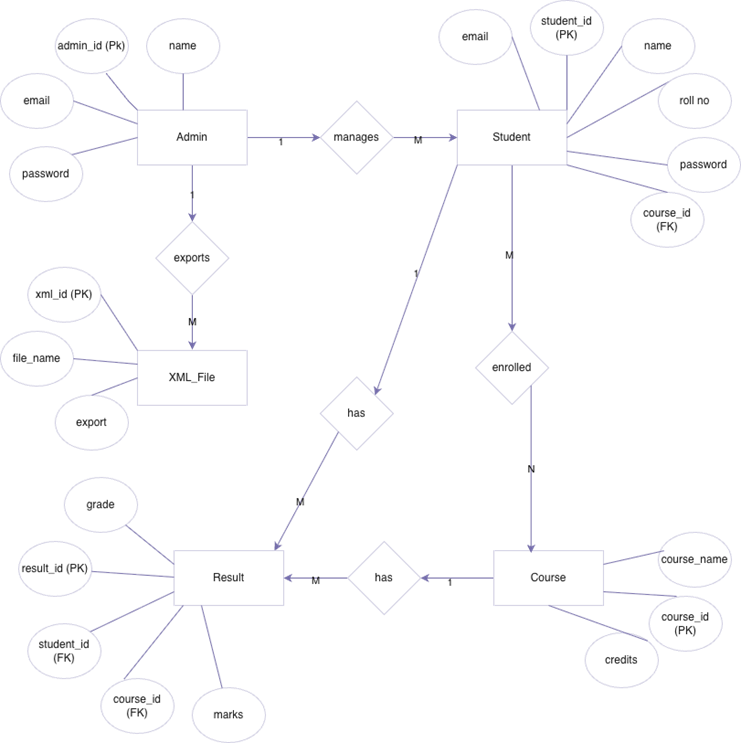 student_id
(PK)
email
admin_id (Pk)
name
name
email
roll no
Admin
1
manages
M
Student
password
password
course_id
(FK)
1
M
exports
1
xml_id (PK)
M
file_name
enrolled
XML_File
has
export
N
M
grade
course_name
result_id (PK)
Result
M
has
1
Course
course_id
(PK)
student_id
(FK)
credits
course_id
(FK)
marks